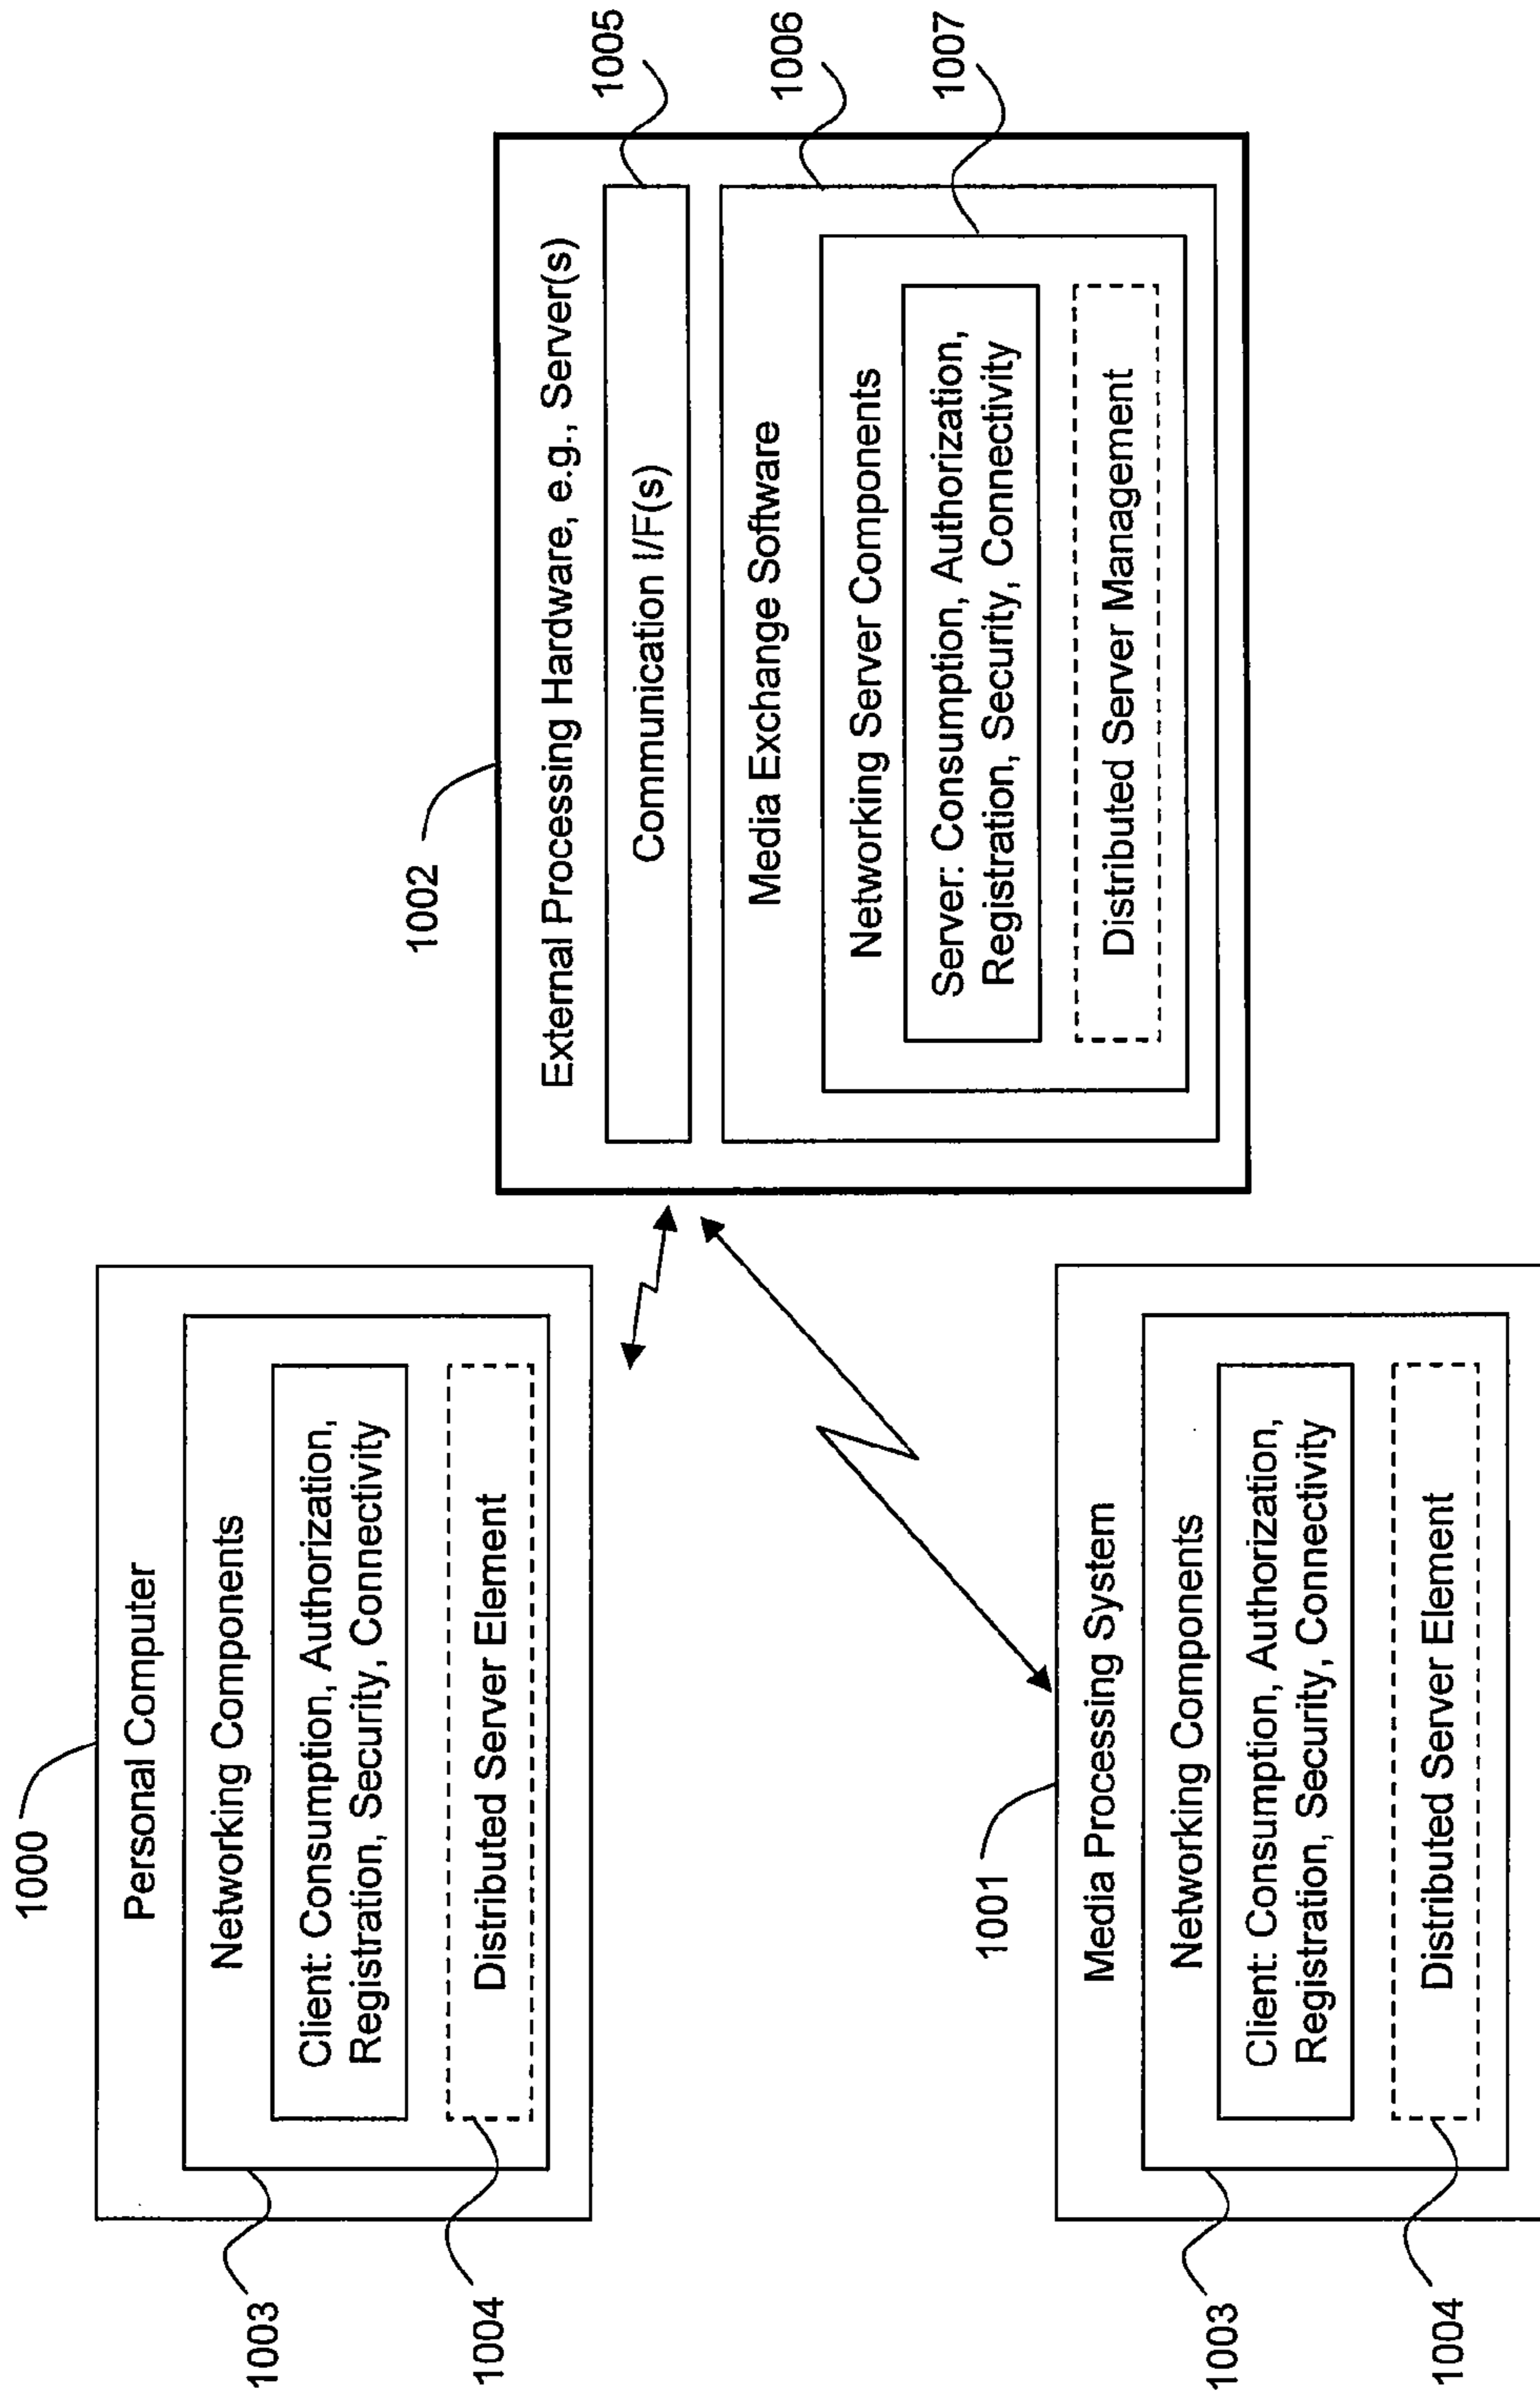 1000
Personal Computer
Networking Components
Client: Consumption, Authorization,
Registration, Security, Connectivity
Distributed Server Element
1003
1004
1001
Media Processing System
Networking Components
Client: Consumption, Authorization,
Registration, Security, Connectivity
Distributed Server Element
1003
1004
1002
External Processing Hardware, e.g., Server(s)
Communication I/F(s)
Media Exchange Software
Networking Server Components
Server: Consumption, Authorization,
Registration, Security, Connectivity
Distributed Server Management
1005
1006
1007